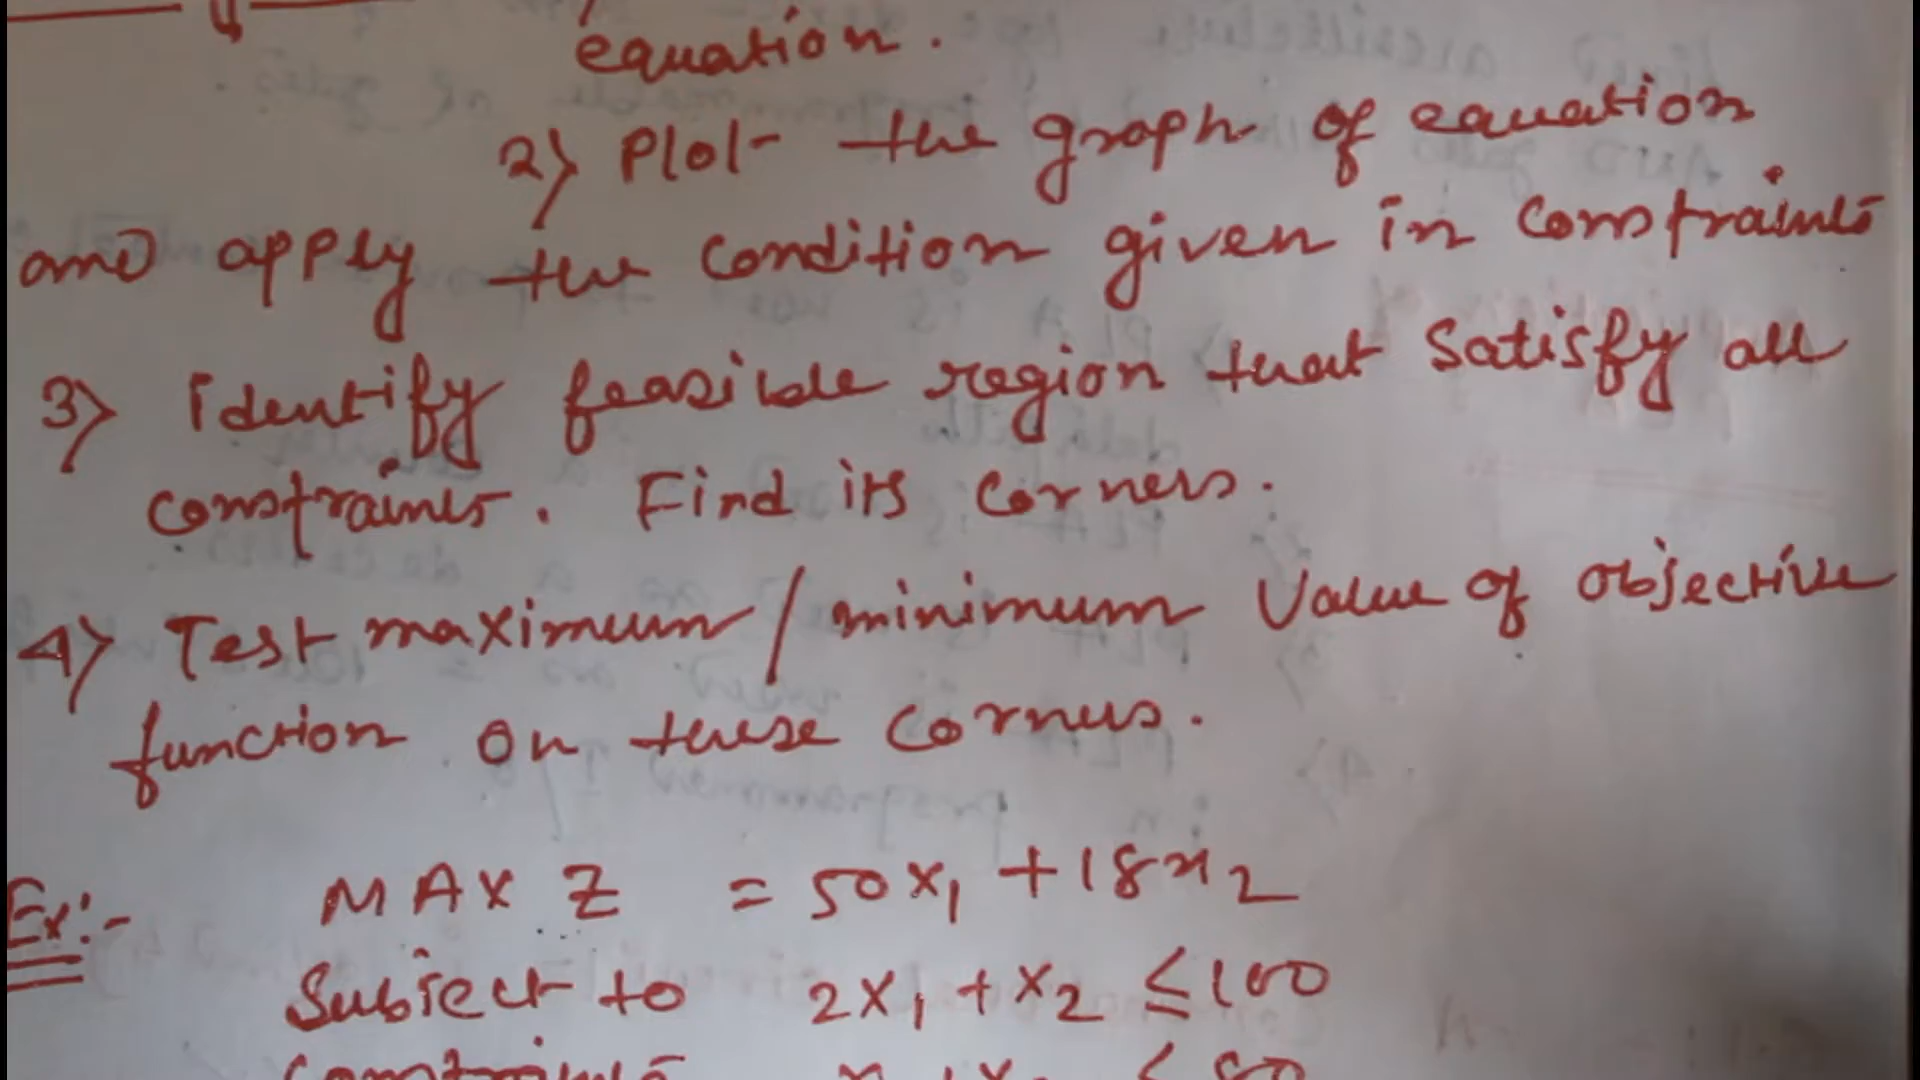 equation.
2) Plot the graph of equation
and apply the condition given in constraints
3) Identify feasible region that satisfy all
constraints. Find its corners.
4) Test maximum / minimum value of objective
function on these corners.
Ex:- MAX Z = 50x₁ + 18x₂
Subject to 2x₁ + x₂ ≤ 100